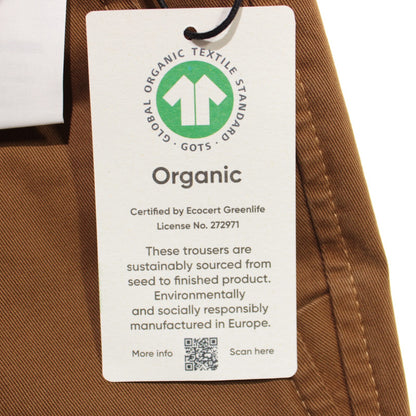 GLOBAL ORGANIC TEXTILE STANDARD
· GOTS ·
Organic
Certified by Ecocert Greenlife
License No. 272971
These trousers are
sustainably sourced from
seed to finished product.
Environmentally
and socially responsibly
manufactured in Europe.
More info Scan here